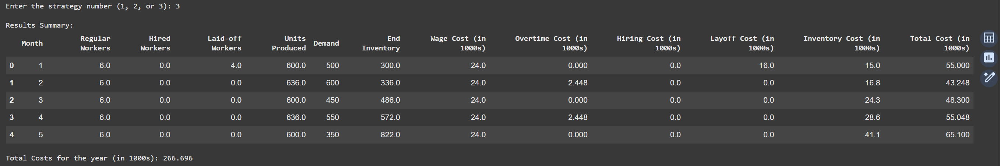 Enter the strategy number (1, 2, or 3): 3
Results Summary:
Month Regular Workers Hired Workers Laid-off Workers Units Produced Demand End Inventory Wage Cost (in 1000s) Overtime Cost (in 1000s) Hiring Cost (in 1000s) Layoff Cost (in 1000s) Inventory Cost (in 1000s) Total Cost (in 1000s)
0 1 6.0 0.0 4.0 600.0 500 300.0 24.0 0.000 0.0 16.0 15.0 55.000
1 2 6.0 0.0 0.0 636.0 600 336.0 24.0 2.448 0.0 0.0 16.8 43.248
2 3 6.0 0.0 0.0 600.0 450 486.0 24.0 0.000 0.0 0.0 24.3 48.300
3 4 6.0 0.0 0.0 636.0 550 572.0 24.0 2.448 0.0 0.0 28.6 55.048
4 5 6.0 0.0 0.0 600.0 350 822.0 24.0 0.000 0.0 0.0 41.1 65.100
Total Costs for the year (in 1000s): 266.696